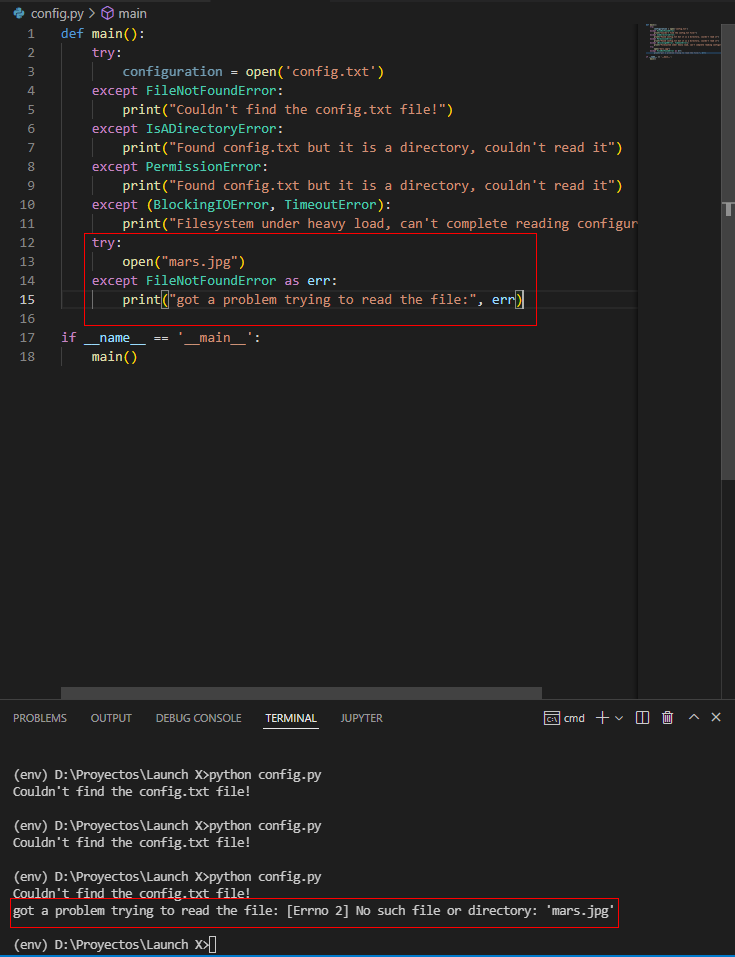 config.py > main
1 def main():
2 try:
3 configuration = open('config.txt')
4 except FileNotFoundError:
5 print("Couldn't find the config.txt file!")
6 except IsADirectoryError:
7 print("Found config.txt but it is a directory, couldn't read it")
8 except PermissionError:
9 print("Found config.txt but it is a directory, couldn't read it")
10 except (BlockingIOError, TimeoutError):
11 print("Filesystem under heavy load, can't complete reading configur
12 try:
13 open("mars.jpg")
14 except FileNotFoundError as err:
15 print("got a problem trying to read the file:", err)
16
17 if __name__ == '__main__':
18 main()
PROBLEMS OUTPUT DEBUG CONSOLE TERMINAL JUPYTER cmd
(env) D:\Proyectos\Launch X>python config.py
Couldn't find the config.txt file!
(env) D:\Proyectos\Launch X>python config.py
Couldn't find the config.txt file!
(env) D:\Proyectos\Launch X>python config.py
Couldn't find the config.txt file!
got a problem trying to read the file: [Errno 2] No such file or directory: 'mars.jpg'
(env) D:\Proyectos\Launch X>